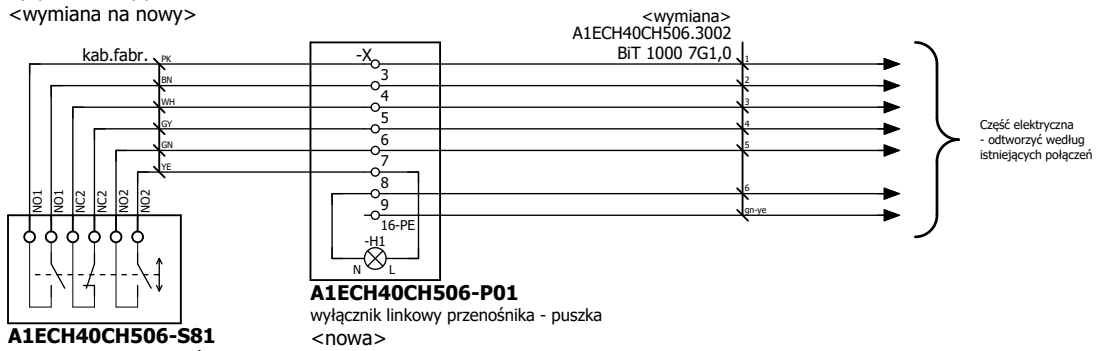 <wymiana na nowy>
<wymiana>
A1ECH40CH506.3002
BiT 1000 7G1,0
kab.fabr.
PK
BN
WH
GY
GN
YE
-X
3
4
5
6
7
8
9
16-PE
-H1
N
L
1
2
3
4
5
6
gn-ye
Część elektryczna
- odtworzyć według
istniejących połączeń
NO1
NO1
NC2
NC2
NO2
NO2
A1ECH40CH506-P01
wyłącznik linkowy przenośnika - puszka
<nowa>
A1ECH40CH506-S81